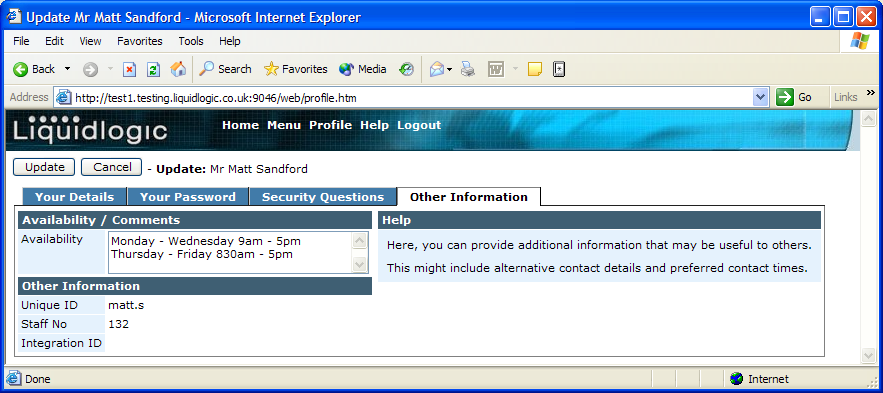 Update Mr Matt Sandford - Microsoft Internet Explorer
File Edit View Favorites Tools Help
Back Search Favorites Media
Address http://test1.testing.liquidlogic.co.uk:9046/web/profile.htm Go Links »
Liquidlogic Home Menu Profile Help Logout
Update Cancel - Update: Mr Matt Sandford
Your Details Your Password Security Questions Other Information
Availability / Comments
Availability Monday - Wednesday 9am - 5pm
Thursday - Friday 830am - 5pm
Other Information
Unique ID matt.s
Staff No 132
Integration ID
Help
Here, you can provide additional information that may be useful to others.
This might include alternative contact details and preferred contact times.
Done Internet